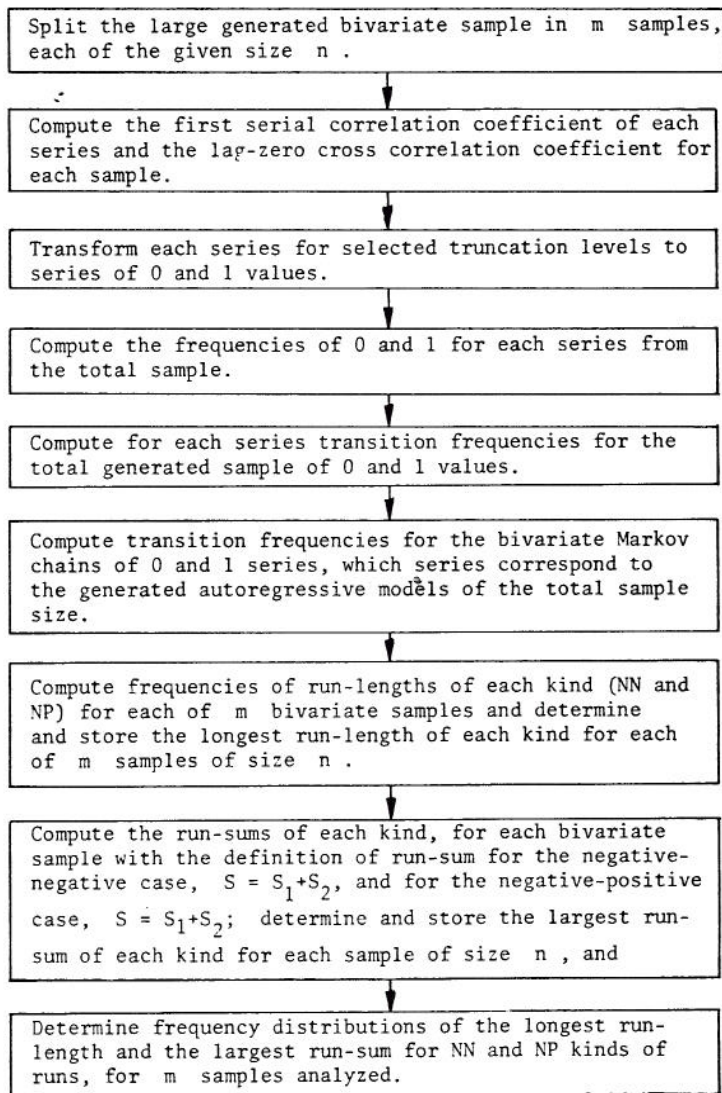 Split the large generated bivariate sample in m samples,
each of the given size n .
Compute the first serial correlation coefficient of each
series and the lag-zero cross correlation coefficient for
each sample.
Transform each series for selected truncation levels to
series of 0 and 1 values.
Compute the frequencies of 0 and 1 for each series from
the total sample.
Compute for each series transition frequencies for the
total generated sample of 0 and 1 values.
Compute transition frequencies for the bivariate Markov
chains of 0 and 1 series, which series correspond to
the generated autoregressive models of the total sample
size.
Compute frequencies of run-lengths of each kind (NN and
NP) for each of m bivariate samples and determine
and store the longest run-length of each kind for each
of m samples of size n .
Compute the run-sums of each kind, for each bivariate
sample with the definition of run-sum for the negative-
negative case, S = S₁+S₂, and for the negative-positive
case, S = S₁+S₂; determine and store the largest run-
sum of each kind for each sample of size n , and
Determine frequency distributions of the longest run-
length and the largest run-sum for NN and NP kinds of
runs, for m samples analyzed.